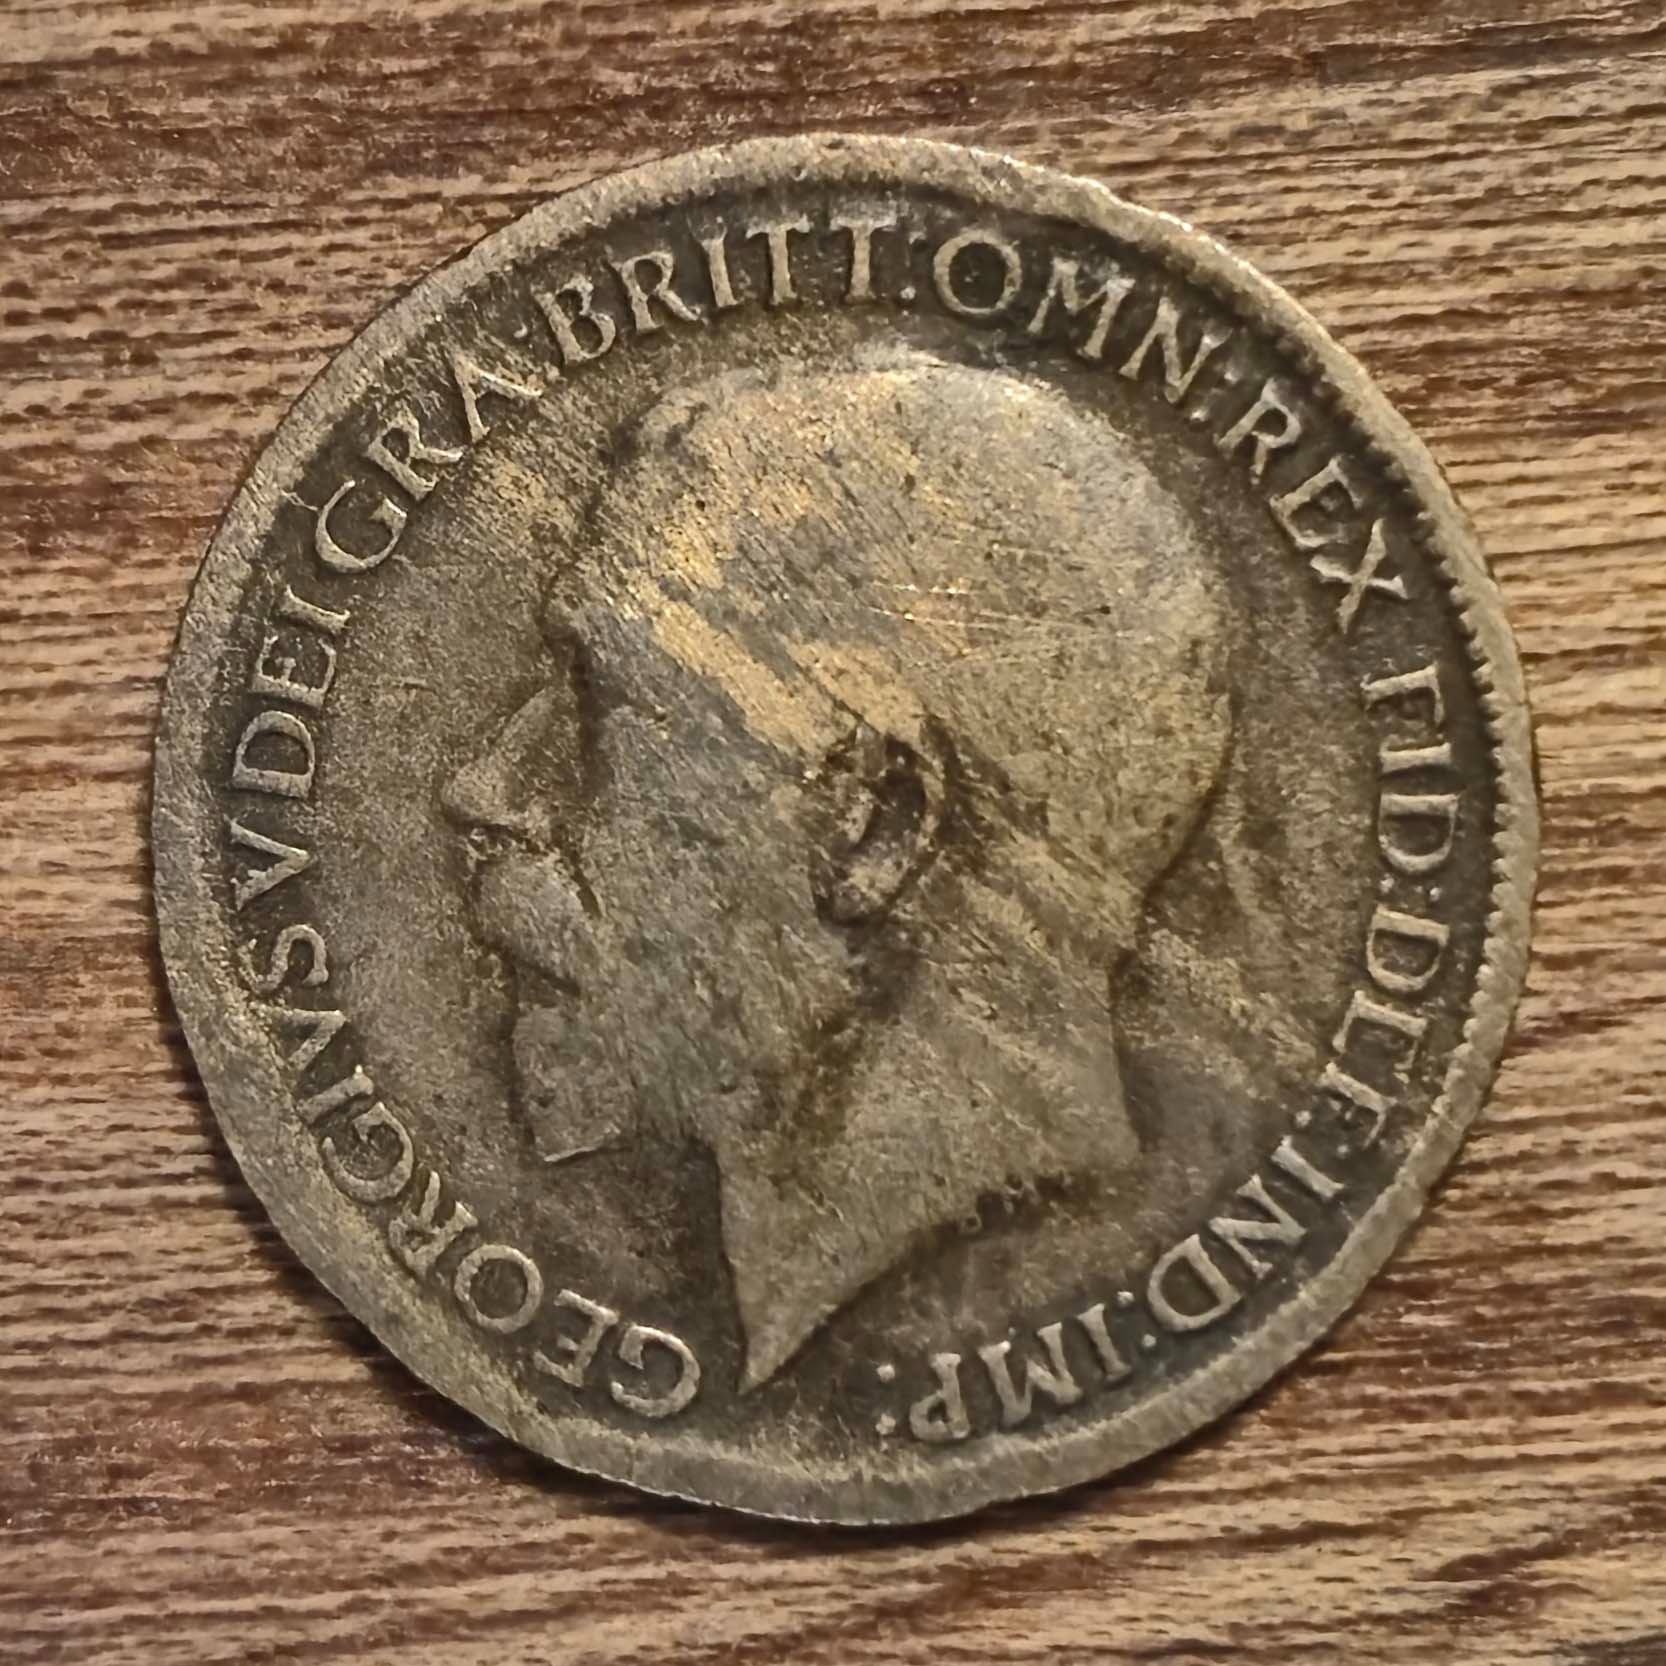 GEORGIVS V DEI GRA: BRITT: OMN: REX FID: DEF: IND: IMP: